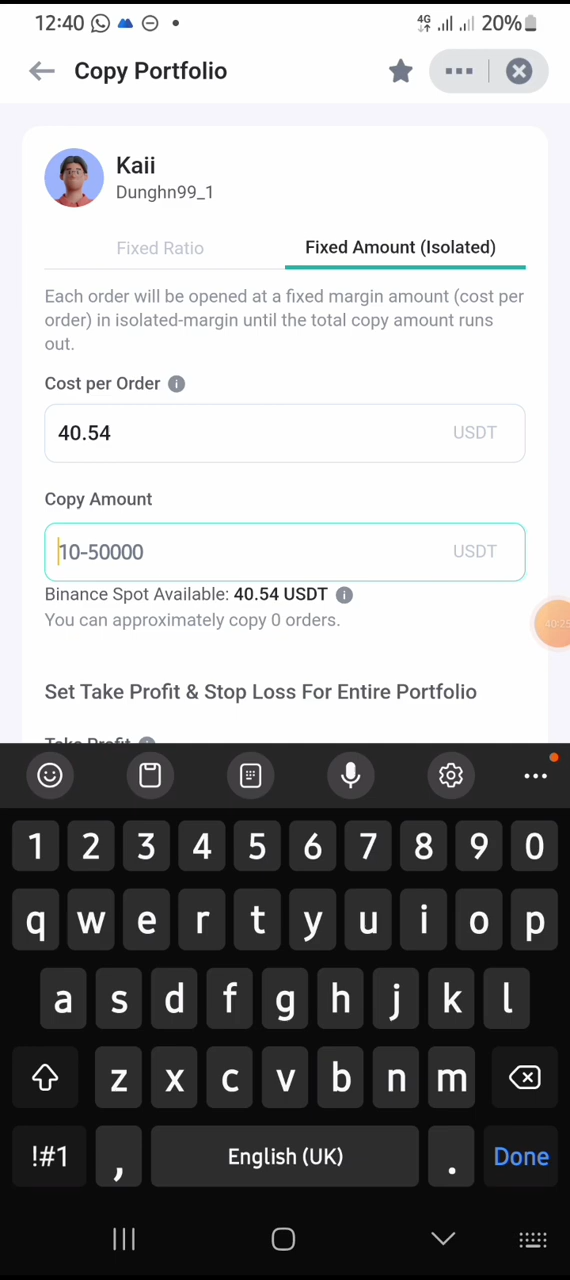 12:40 4G 20%
Copy Portfolio
Kaii
Dunghn99_1
Fixed Ratio Fixed Amount (Isolated)
Each order will be opened at a fixed margin amount (cost per
order) in isolated-margin until the total copy amount runs
out.
Cost per Order
40.54 USDT
Copy Amount
10-50000 USDT
Binance Spot Available: 40.54 USDT
You can approximately copy 0 orders.
40:25
Set Take Profit & Stop Loss For Entire Portfolio
Take Profit
1 2 3 4 5 6 7 8 9 0
q w e r t y u i o p
a s d f g h j k l
z x c v b n m
!#1 , English (UK) . Done